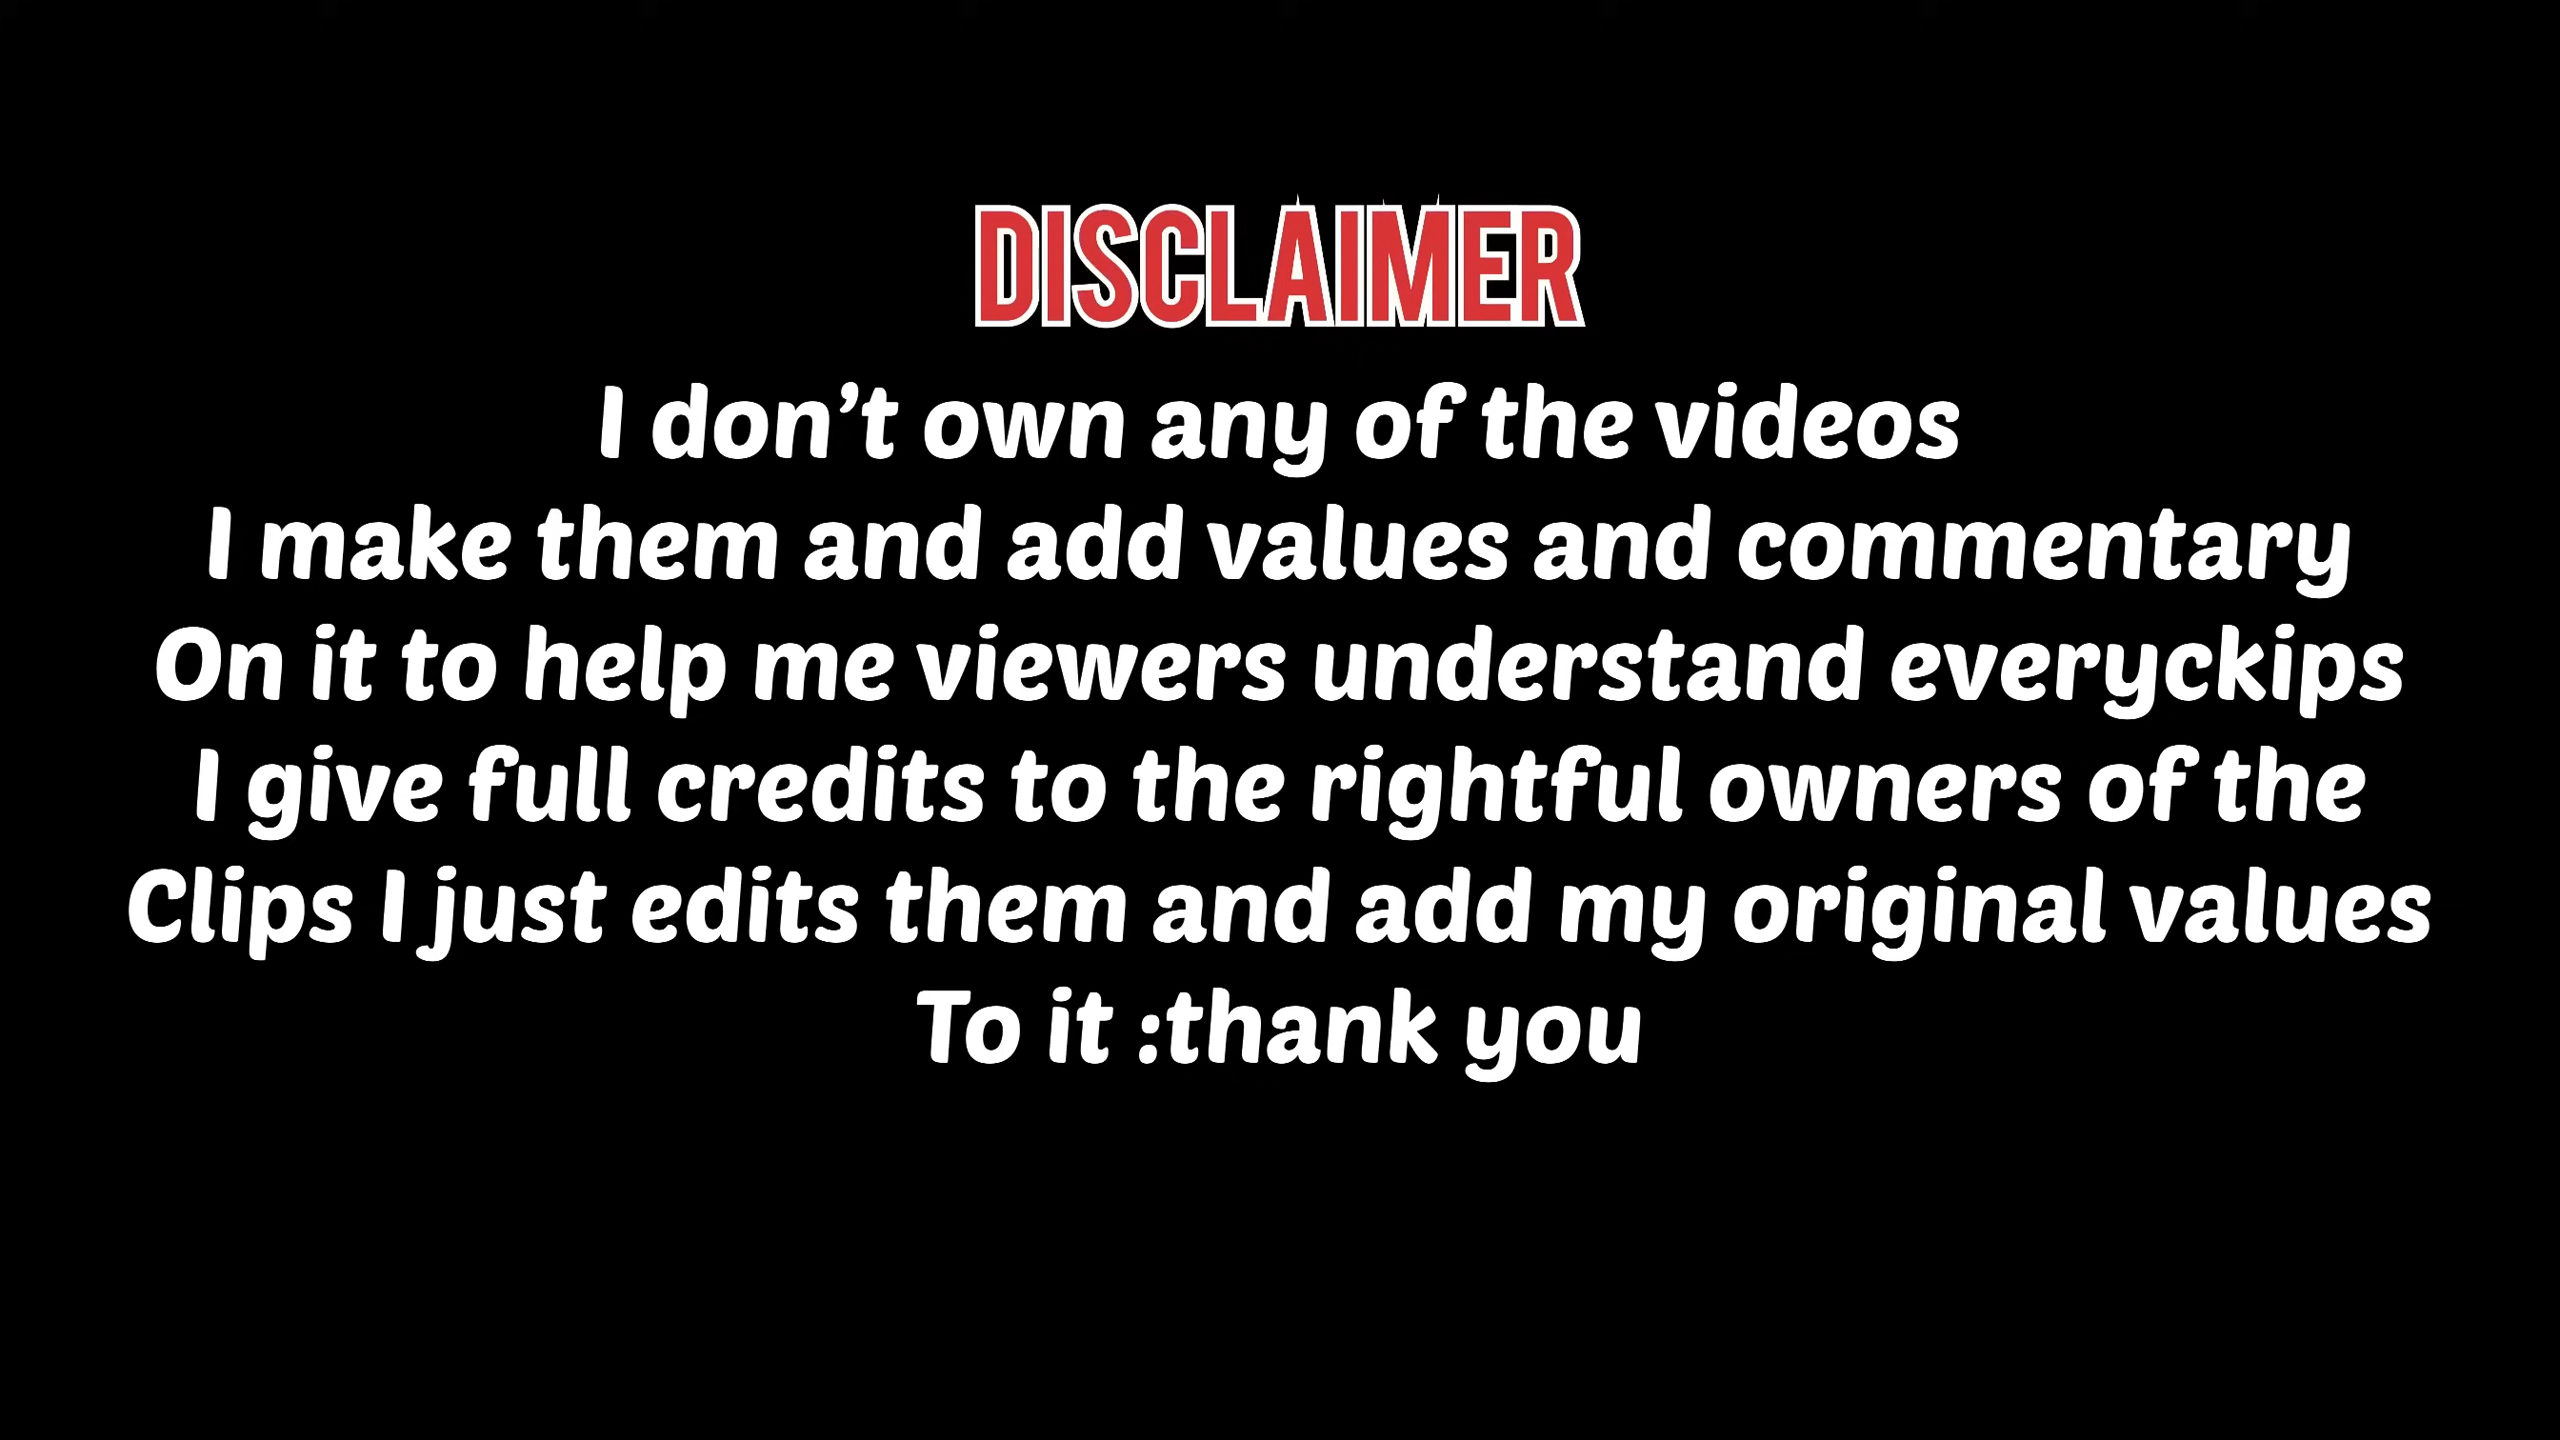 DISCLAIMER
I don’t own any of the videos
I make them and add values and commentary
On it to help me viewers understand everyckips
I give full credits to the rightful owners of the
Clips I just edits them and add my original values
To it :thank you